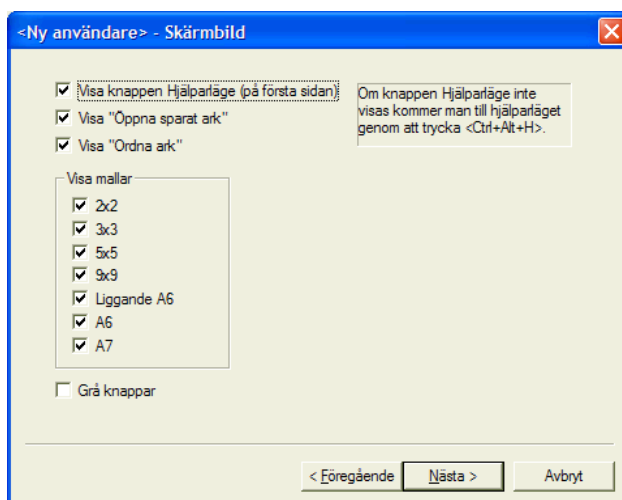 <Ny användare> - Skärmbild
Visa knappen Hjälparläge (på första sidan)
Visa "Öppna sparat ark"
Visa "Ordna ark"
Om knappen Hjälparläge inte
visas kommer man till hjälparläget
genom att trycka <Ctrl+Alt+H>.
Visa mallar
2x2
3x3
5x5
9x9
Liggande A6
A6
A7
Grå knappar
< Föregående
Nästa >
Avbryt